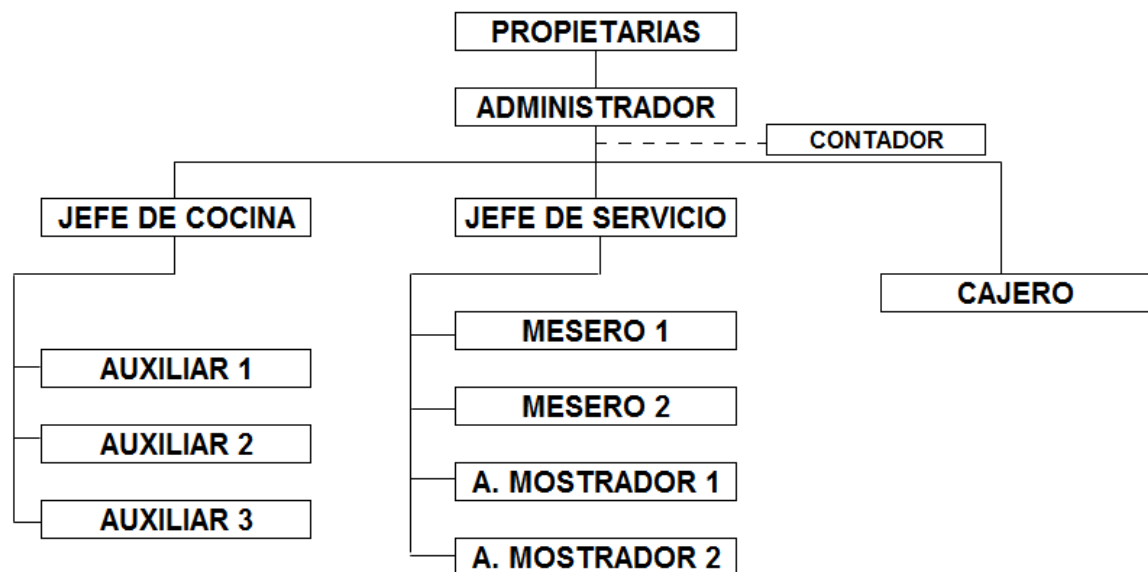 PROPIETARIAS
ADMINISTRADOR
CONTADOR
JEFE DE COCINA
JEFE DE SERVICIO
CAJERO
AUXILIAR 1
AUXILIAR 2
AUXILIAR 3
MESERO 1
MESERO 2
A. MOSTRADOR 1
A. MOSTRADOR 2